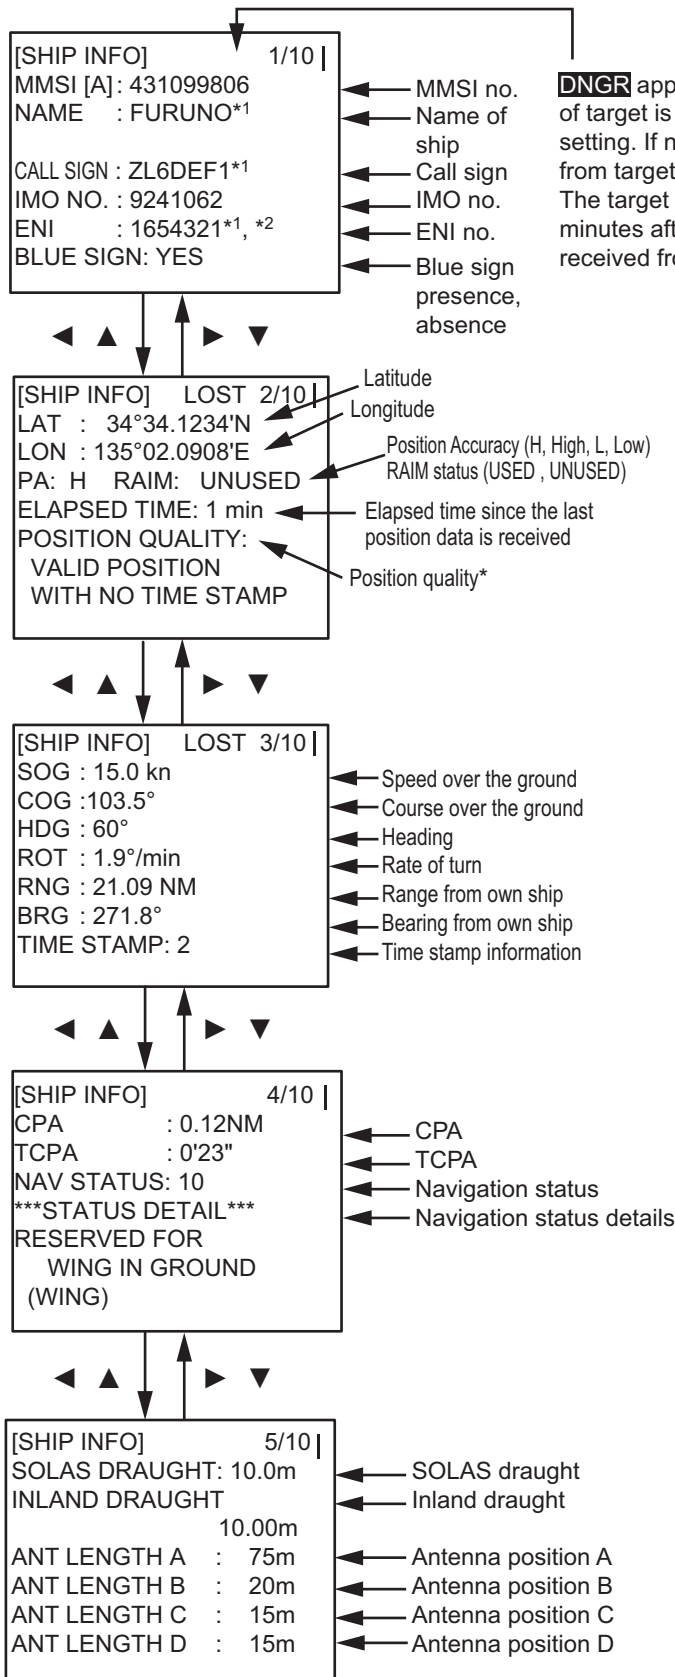 [SHIP INFO] 1/10
MMSI [A]: 431099806
NAME : FURUNO*1
CALL SIGN : ZL6DEF1*1
IMO NO. : 9241062
ENI : 1654321*1, *2
BLUE SIGN: YES
MMSI no.
Name of
ship
Call sign
IMO no.
ENI no.
Blue sign
presence,
absence
DNGR app
of target is
setting. If n
from target
The target
minutes aft
received fro
◄ ▲ ► ▼
[SHIP INFO] LOST 2/10
LAT : 34°34.1234'N
LON : 135°02.0908'E
PA: H RAIM: UNUSED
ELAPSED TIME: 1 min
POSITION QUALITY:
VALID POSITION
WITH NO TIME STAMP
Latitude
Longitude
Position Accuracy (H, High, L, Low)
RAIM status (USED , UNUSED)
Elapsed time since the last
position data is received
Position quality*
◄ ▲ ► ▼
[SHIP INFO] LOST 3/10
SOG : 15.0 kn
COG :103.5°
HDG : 60°
ROT : 1.9°/min
RNG : 21.09 NM
BRG : 271.8°
TIME STAMP: 2
Speed over the ground
Course over the ground
Heading
Rate of turn
Range from own ship
Bearing from own ship
Time stamp information
◄ ▲ ► ▼
[SHIP INFO] 4/10
CPA : 0.12NM
TCPA : 0'23"
NAV STATUS: 10
***STATUS DETAIL***
RESERVED FOR
WING IN GROUND
(WING)
CPA
TCPA
Navigation status
Navigation status details
◄ ▲ ► ▼
[SHIP INFO] 5/10
SOLAS DRAUGHT: 10.0m
INLAND DRAUGHT
10.00m
ANT LENGTH A : 75m
ANT LENGTH B : 20m
ANT LENGTH C : 15m
ANT LENGTH D : 15m
SOLAS draught
Inland draught
Antenna position A
Antenna position B
Antenna position C
Antenna position D